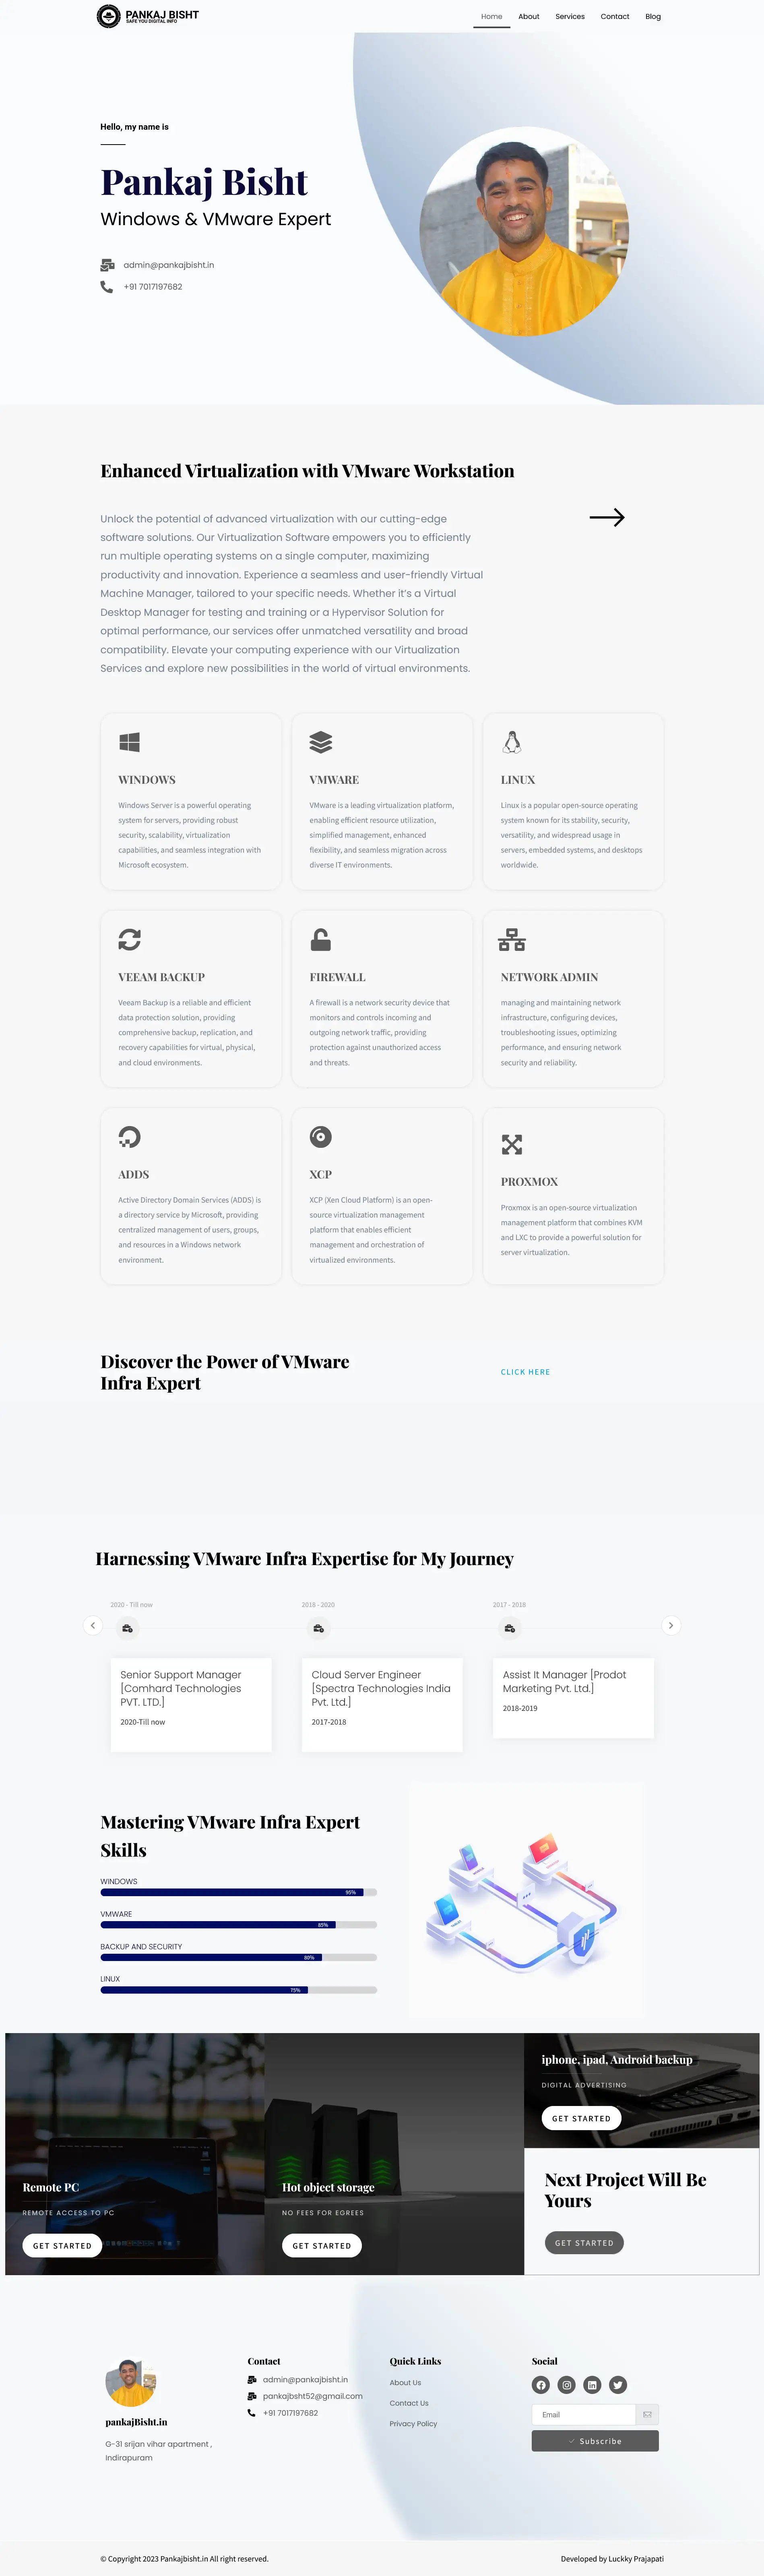 PANKAJ BISHT
SAFE YOU DIGITAL INFO
Home
About
Services
Contact
Blog
Hello, my name is
Pankaj Bisht
Windows & VMware Expert
admin@pankajbisht.in
+91 7017197682
Enhanced Virtualization with VMware Workstation
Unlock the potential of advanced virtualization with our cutting-edge
software solutions. Our Virtualization Software empowers you to efficiently
run multiple operating systems on a single computer, maximizing
productivity and innovation. Experience a seamless and user-friendly Virtual
Machine Manager, tailored to your specific needs. Whether it's a Virtual
Desktop Manager for testing and training or a Hypervisor Solution for
optimal performance, our services offer unmatched versatility and broad
compatibility. Elevate your computing experience with our Virtualization
Services and explore new possibilities in the world of virtual environments.
WINDOWS
Windows Server is a powerful operating
system for servers, providing robust
security, scalability, virtualization
capabilities, and seamless integration with
Microsoft ecosystem.
VMWARE
VMware is a leading virtualization platform,
enabling efficient resource utilization,
simplified management, enhanced
flexibility, and seamless migration across
diverse IT environments.
LINUX
Linux is a popular open-source operating
system known for its stability, security,
versatility, and widespread usage in
servers, embedded systems, and desktops
worldwide.
VEEAM BACKUP
Veeam Backup is a reliable and efficient
data protection solution, providing
comprehensive backup, replication, and
recovery capabilities for virtual, physical,
and cloud environments.
FIREWALL
A firewall is a network security device that
monitors and controls incoming and
outgoing network traffic, providing
protection against unauthorized access
and threats.
NETWORK ADMIN
managing and maintaining network
infrastructure, configuring devices,
troubleshooting issues, optimizing
performance, and ensuring network
security and reliability.
ADDS
Active Directory Domain Services (ADDS) is
a directory service by Microsoft, providing
centralized management of users, groups,
and resources in a Windows network
environment.
XCP
XCP (Xen Cloud Platform) is an open-
source virtualization management
platform that enables efficient
management and orchestration of
virtualized environments.
PROXMOX
Proxmox is an open-source virtualization
management platform that combines KVM
and LXC to provide a powerful solution for
server virtualization.
Discover the Power of VMware
Infra Expert
CLICK HERE
Harnessing VMware Infra Expertise for My Journey
2020 - Till now
Senior Support Manager
[Comhard Technologies
PVT. LTD.]
2020-Till now
2018 - 2020
Cloud Server Engineer
[Spectra Technologies India
Pvt. Ltd.]
2017-2018
2017 - 2018
Assist It Manager [Prodot
Marketing Pvt. Ltd.]
2018-2019
Mastering VMware Infra Expert
Skills
WINDOWS
95%
VMWARE
85%
BACKUP AND SECURITY
80%
LINUX
75%
Remote PC
REMOTE ACCESS TO PC
GET STARTED
Hot object storage
NO FEES FOR EGREES
GET STARTED
iphone, ipad, Android backup
DIGITAL ADVERTISING
GET STARTED
Next Project Will Be
Yours
GET STARTED
pankajBisht.in
G-31 srijan vihar apartment ,
Indirapuram
Contact
admin@pankajbisht.in
pankajbsht52@gmail.com
+91 7017197682
Quick Links
About Us
Contact Us
Privacy Policy
Social
Email
Subscribe
© Copyright 2023 Pankajbisht.in All right reserved.
Developed by Luckky Prajapati